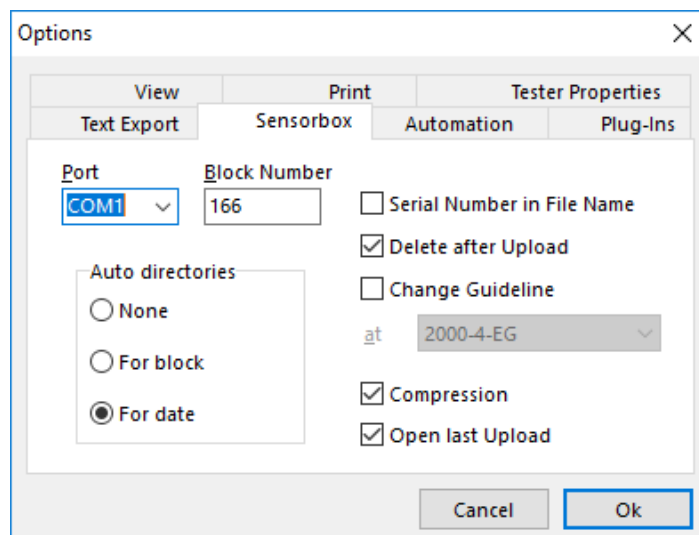 Options
View Print Tester Properties
Text Export Sensorbox Automation Plug-Ins
Port Block Number
COM1 166
Serial Number in File Name
Delete after Upload
Auto directories
Change Guideline
None
at 2000-4-EG
For block
Compression
For date
Open last Upload
Cancel Ok